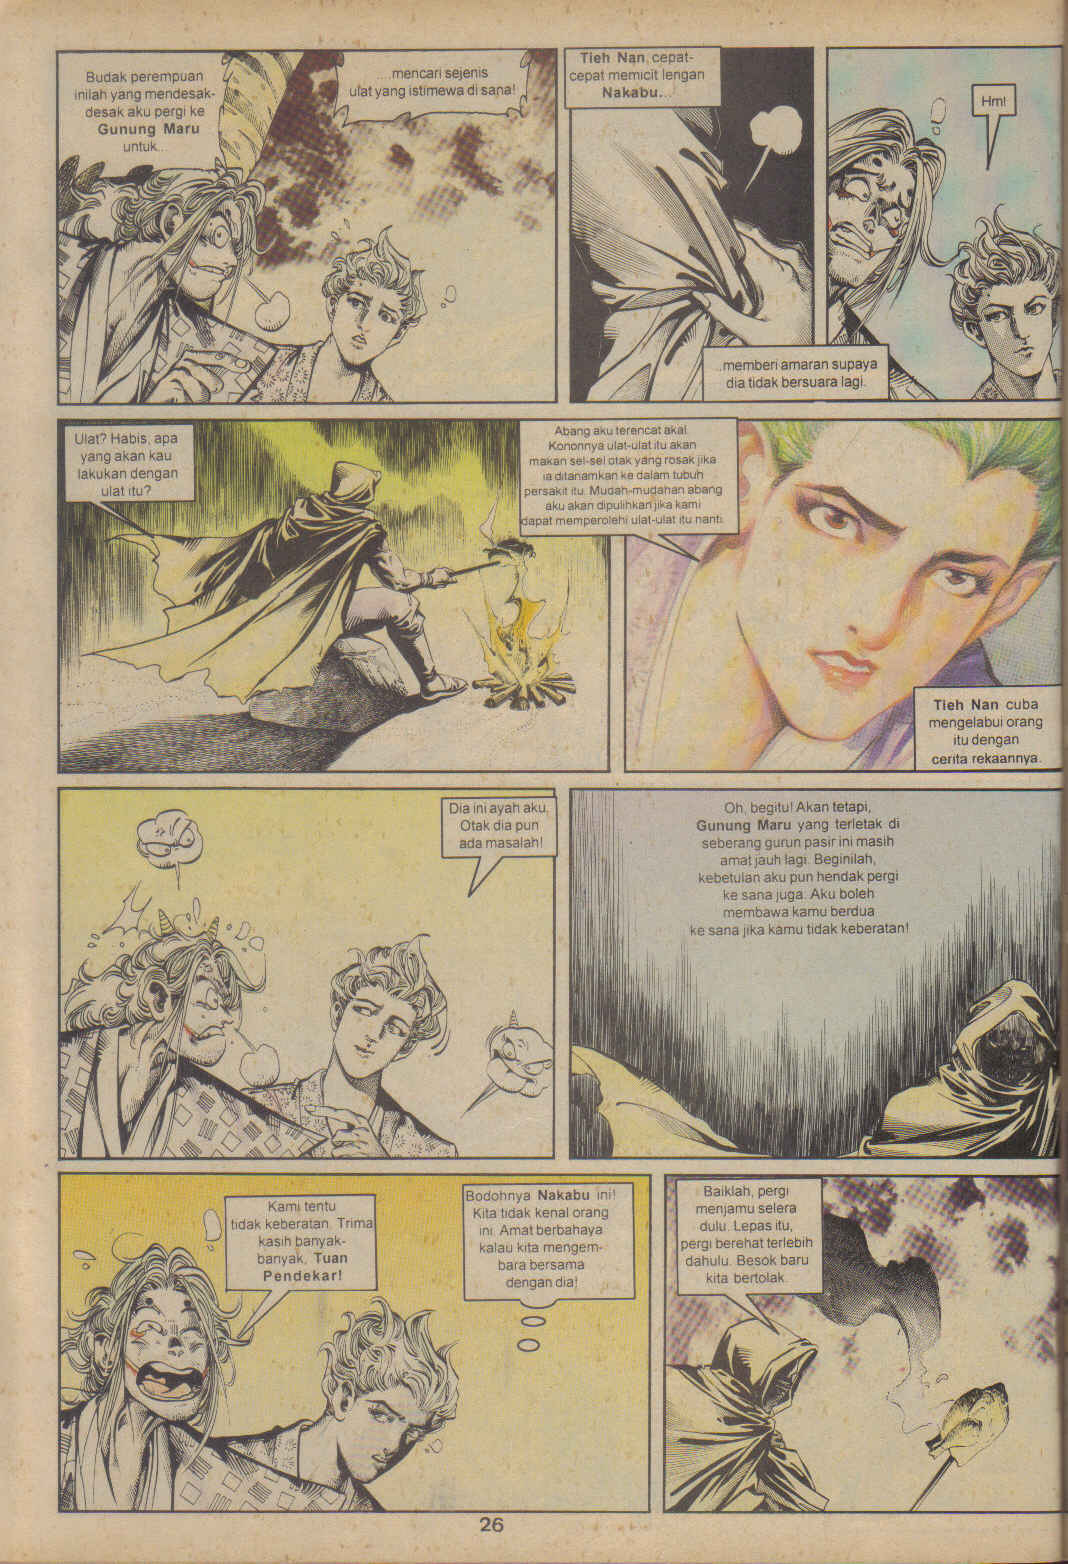 Budak perempuan
inilah yang mendesak-
desak aku pergi ke
Gunung Maru
untuk...
....mencari sejenis
ulat yang istimewa di sana!
Tieh Nan, cepat-
cepat memicit lengan
Nakabu...
..memberi amaran supaya
dia tidak bersuara lagi.
Hm!
Ulat? Habis, apa
yang akan kau
lakukan dengan
ulat itu?
Abang aku terencat akal.
Kononnya ulat-ulat itu akan
makan sel-sel otak yang rosak jika
ia ditanamkan ke dalam tubuh
persakit itu. Mudah-mudahan abang
aku akan dipulihkan jika kami
dapat memperolehi ulat-ulat itu nanti.
Tieh Nan cuba
mengelabui orang
itu dengan
cerita rekaannya.
Dia ini ayah aku,
Otak dia pun
ada masalah!
Oh, begitu! Akan tetapi,
Gunung Maru yang terletak di
seberang gurun pasir ini masih
amat jauh lagi. Beginilah,
kebetulan aku pun hendak pergi
ke sana juga. Aku boleh
membawa kamu berdua
ke sana jika kamu tidak keberatan!
Kami tentu
tidak keberatan. Trima
kasih banyak-
banyak, Tuan
Pendekar!
Bodohnya Nakabu ini!
Kita tidak kenal orang
ini. Amat berbahaya
kalau kita mengem-
bara bersama
dengan dia!
Baiklah, pergi
menjamu selera
dulu. Lepas itu,
pergi berehat terlebih
dahulu. Besok baru
kita bertolak.
26